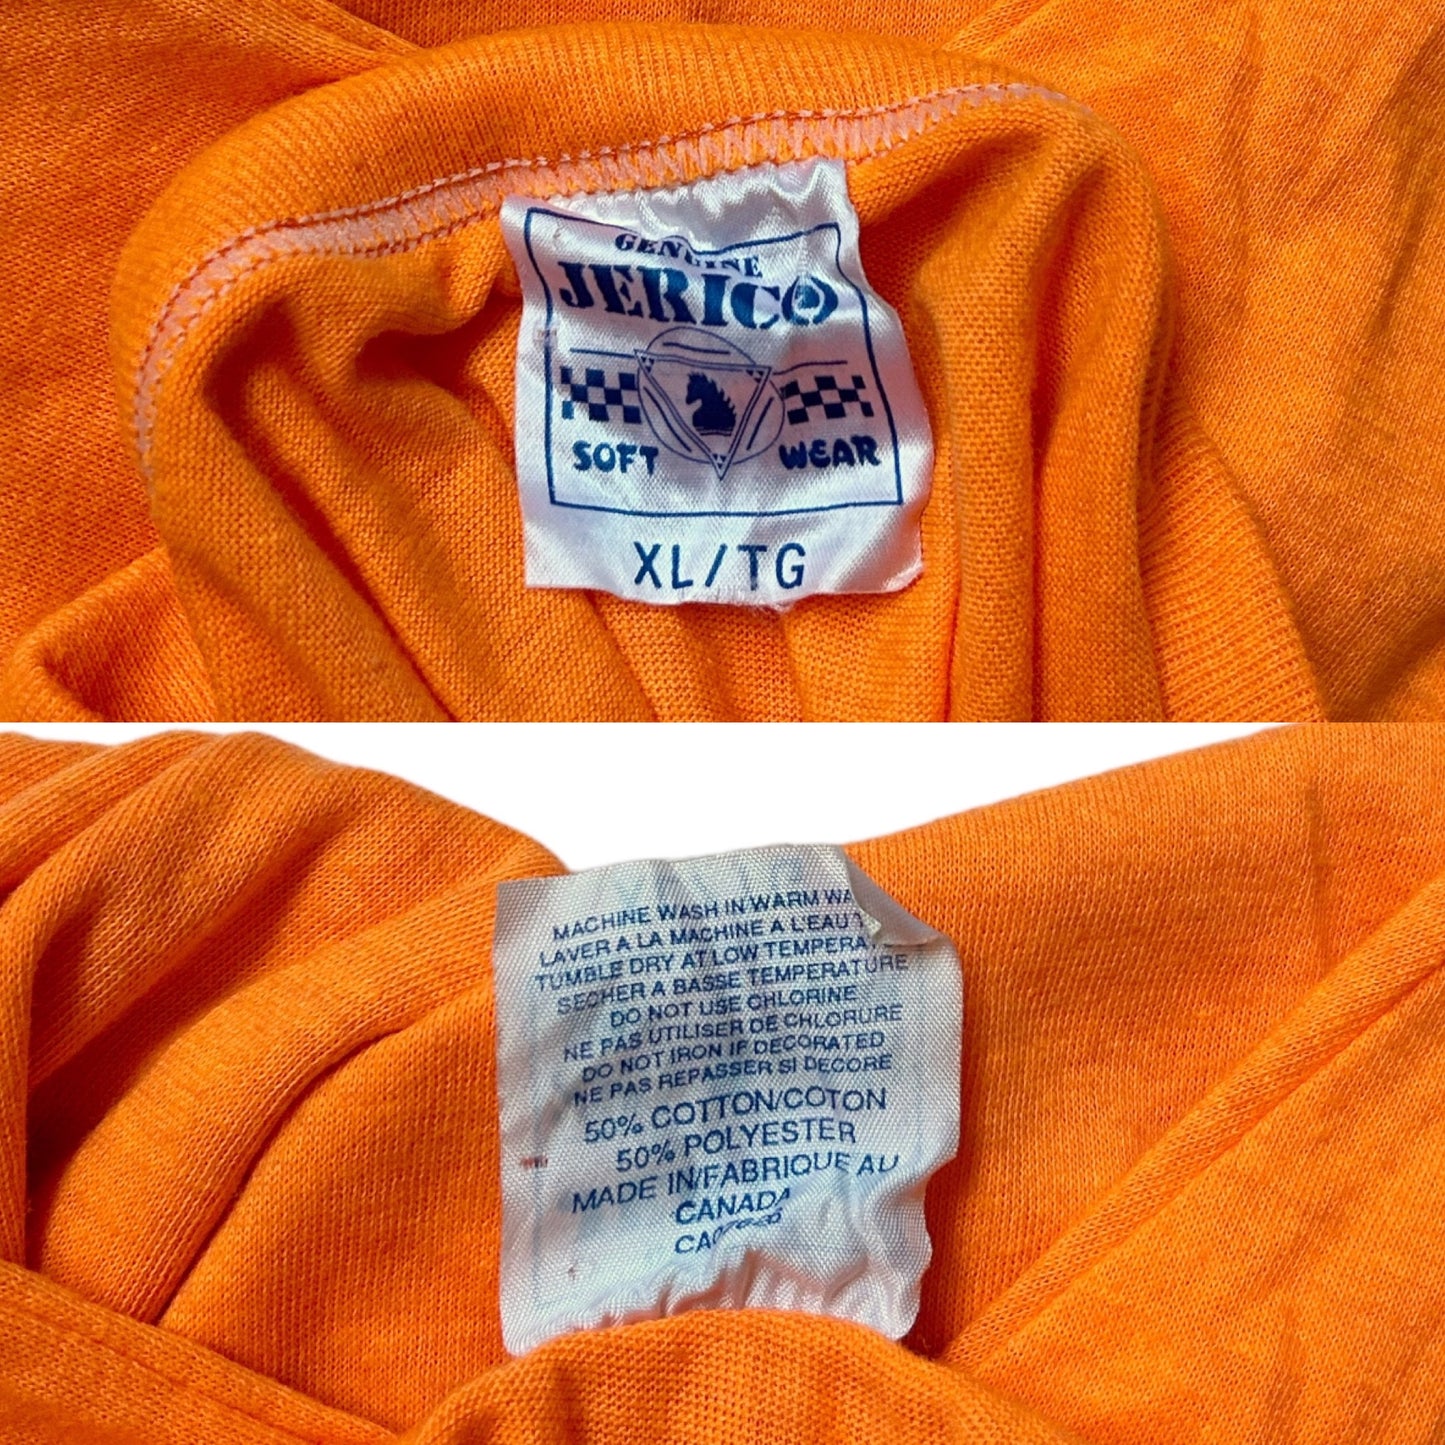 GENUINE
JERICO
SOFT WEAR
XL/TG
MACHINE WASH IN WARM
LAVER A LA MACHINE A L'EAU
TUMBLE DRY AT LOW
SECHER A BASSE TEMPERATURE
DO NOT USE CHLORINE
NE PAS UTILISER DE CHLORURE
DO NOT IRON IF DECORATED
NE PAS REPASSER SI DECORE
50% COTTON/COTON
50% POLYESTER
MADE IN/FABRIQUE AU
CANADA